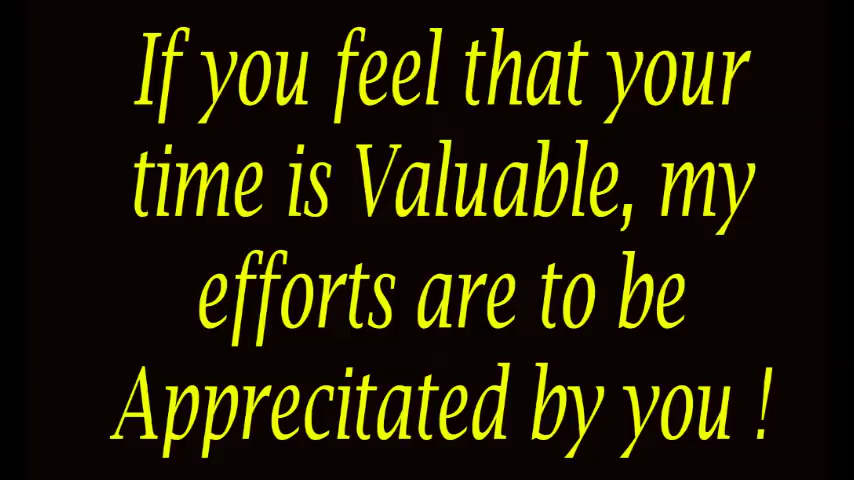 If you feel that your
time is Valuable, my
efforts are to be
Apprecitated by you !